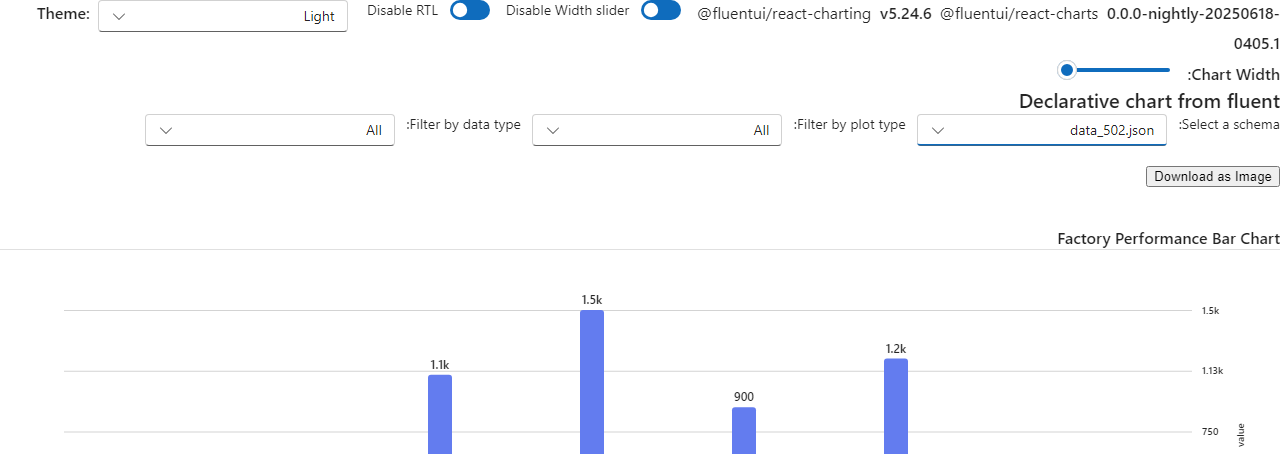 Theme: Light Disable RTL Disable Width slider @fluentui/react-charting v5.24.6 @fluentui/react-charts 0.0.0-nightly-20250618-
0405.1
:Chart Width
Declarative chart from fluent
All :Filter by data type All :Filter by plot type data_502.json :Select a schema
Download as Image
Factory Performance Bar Chart
1.5k
1.5k
1.2k
1.1k
1.13k
900
750
value